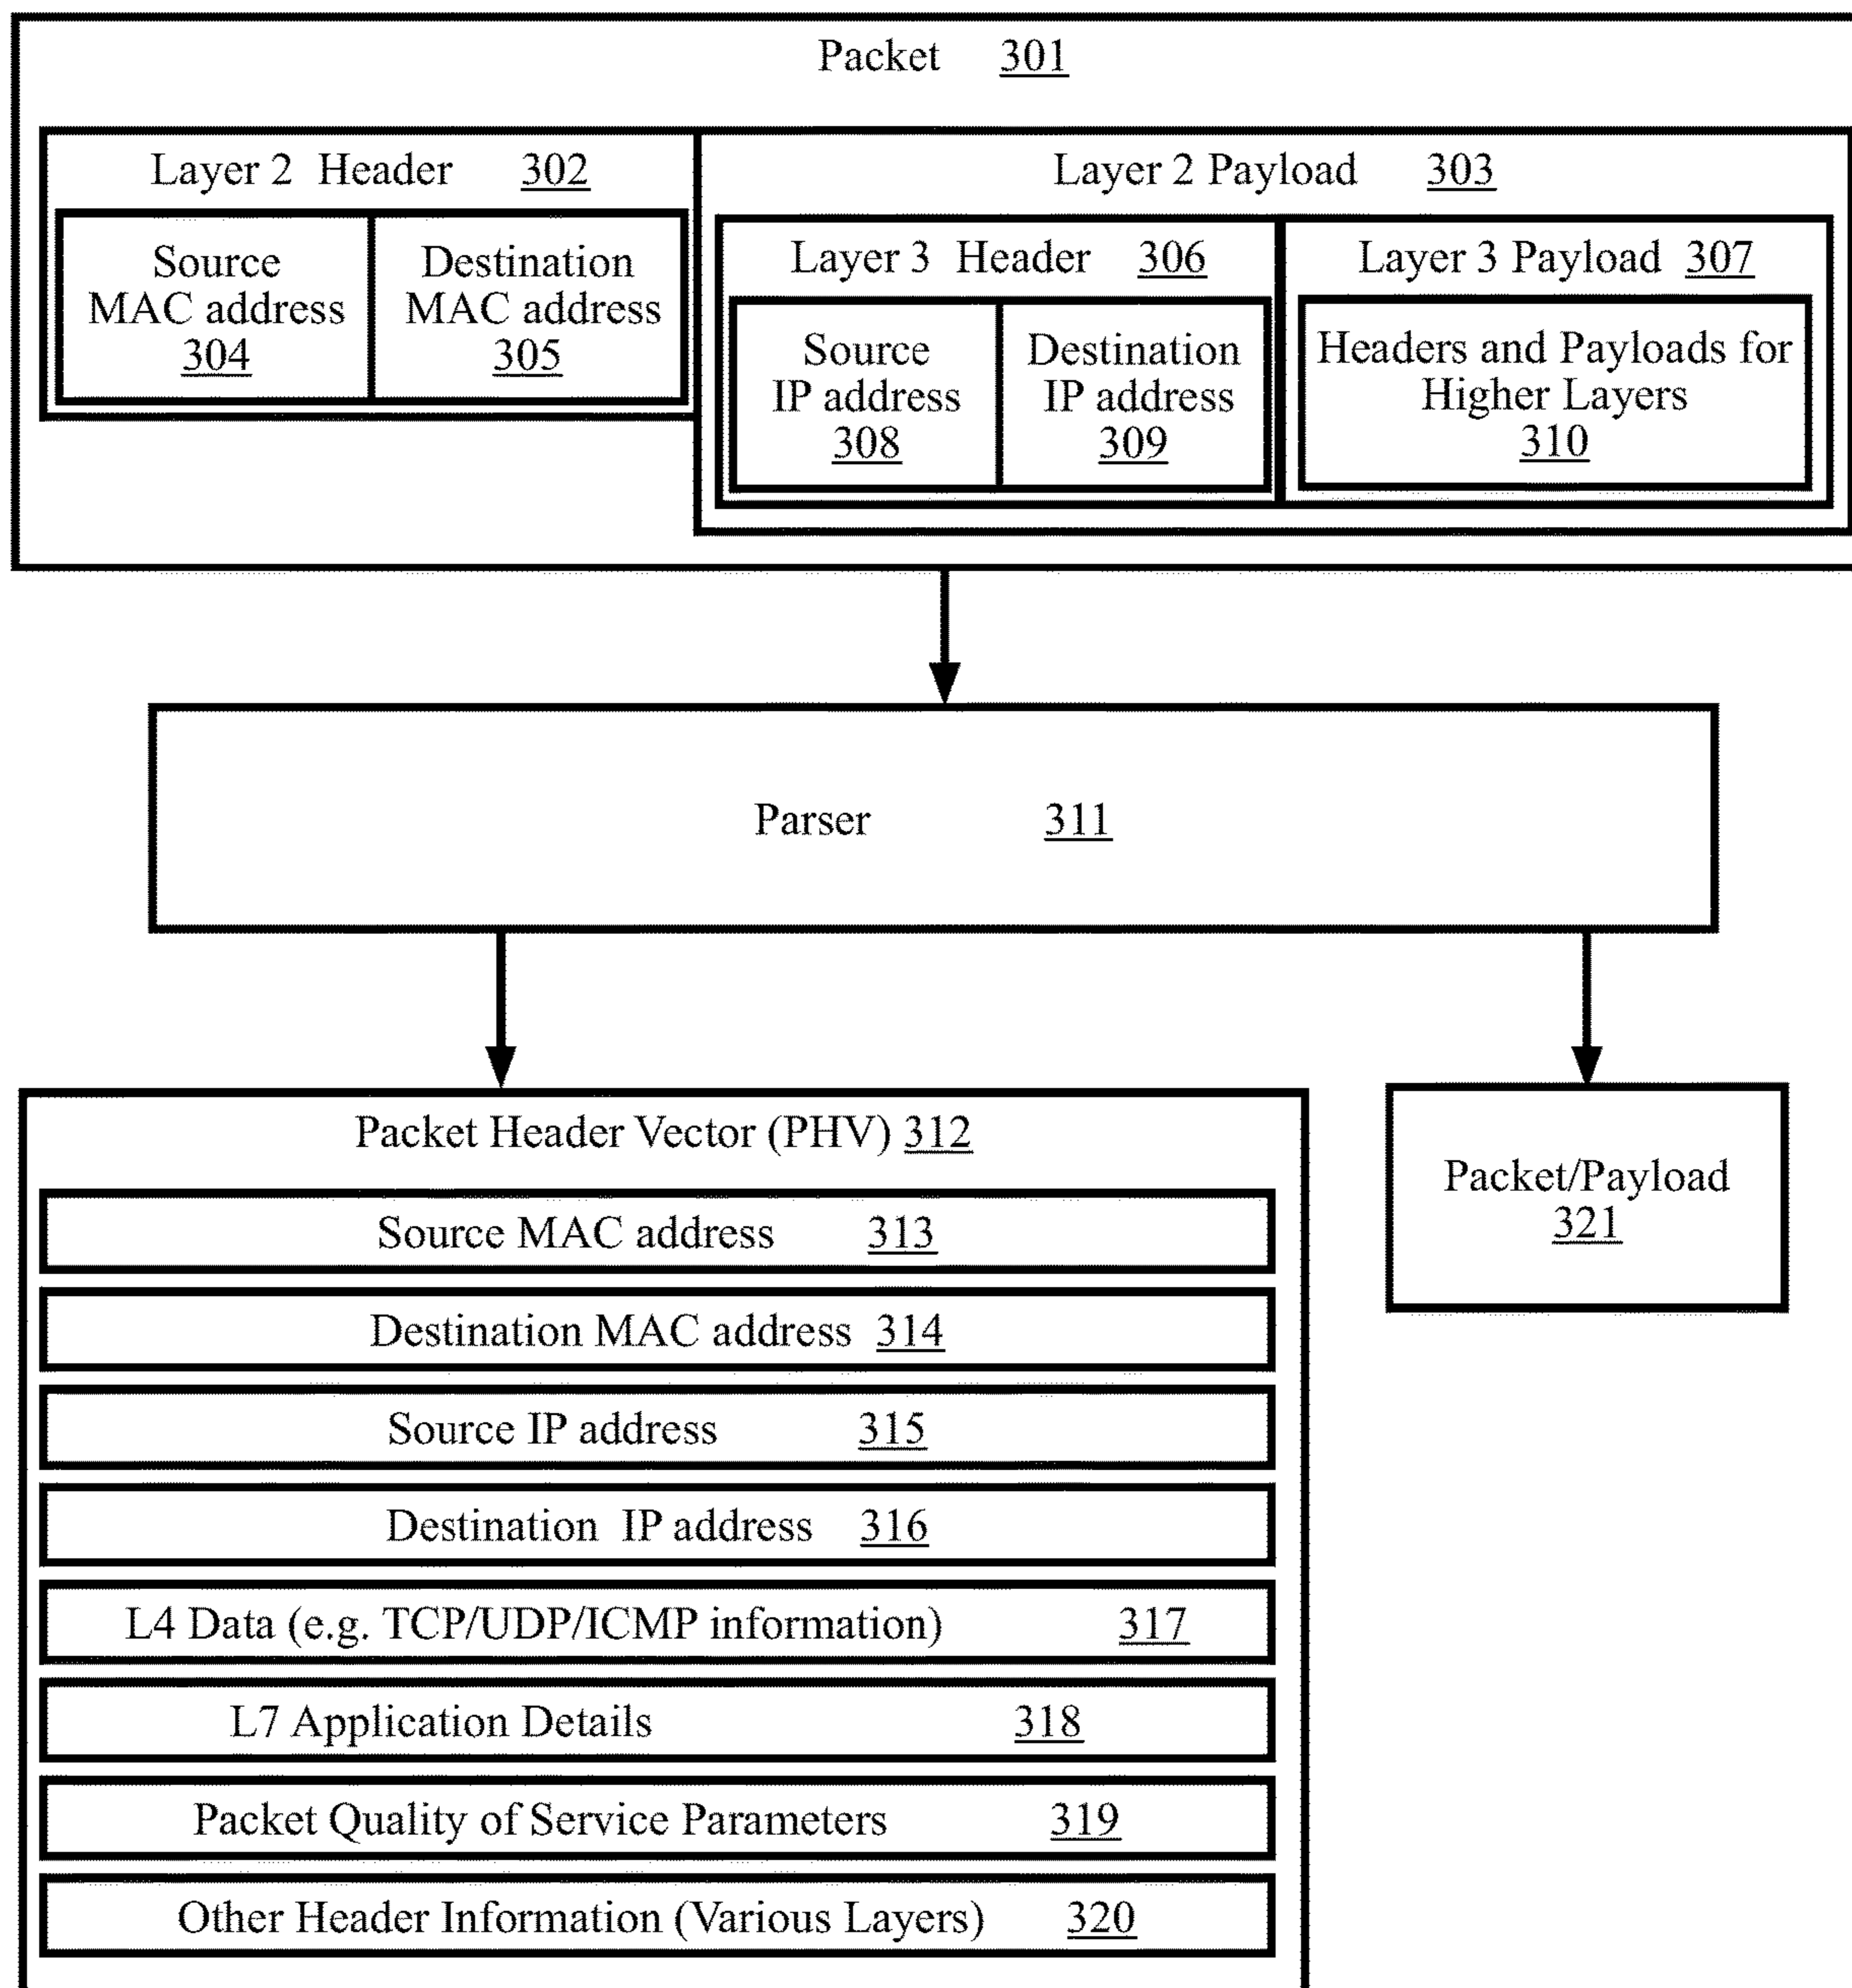 Packet 301
Layer 2 Header 302
Layer 2 Payload 303
Source
MAC address
304
Destination
MAC address
305
Layer 3 Header 306
Layer 3 Payload 307
Source
IP address
308
Destination
IP address
309
Headers and Payloads for
Higher Layers
310
Parser 311
Packet Header Vector (PHV) 312
Source MAC address 313
Destination MAC address 314
Source IP address 315
Destination IP address 316
L4 Data (e.g. TCP/UDP/ICMP information) 317
L7 Application Details 318
Packet Quality of Service Parameters 319
Other Header Information (Various Layers) 320
Packet/Payload
321